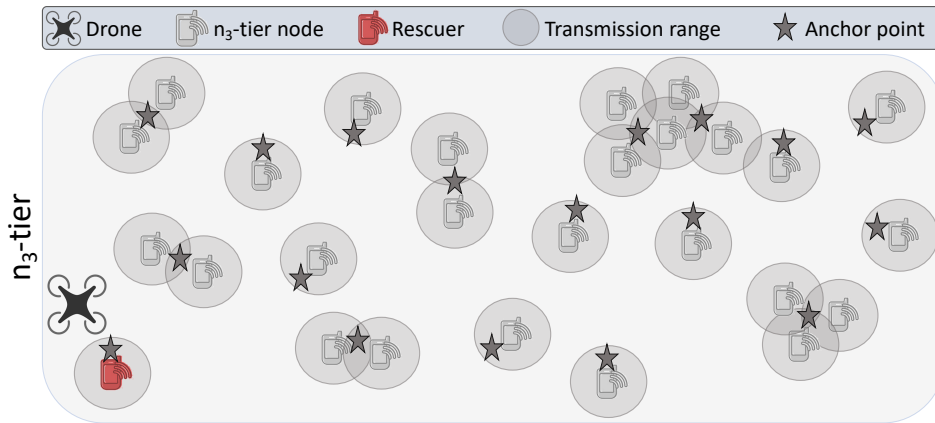 Drone n₃-tier node Rescuer Transmission range Anchor point
n₃-tier